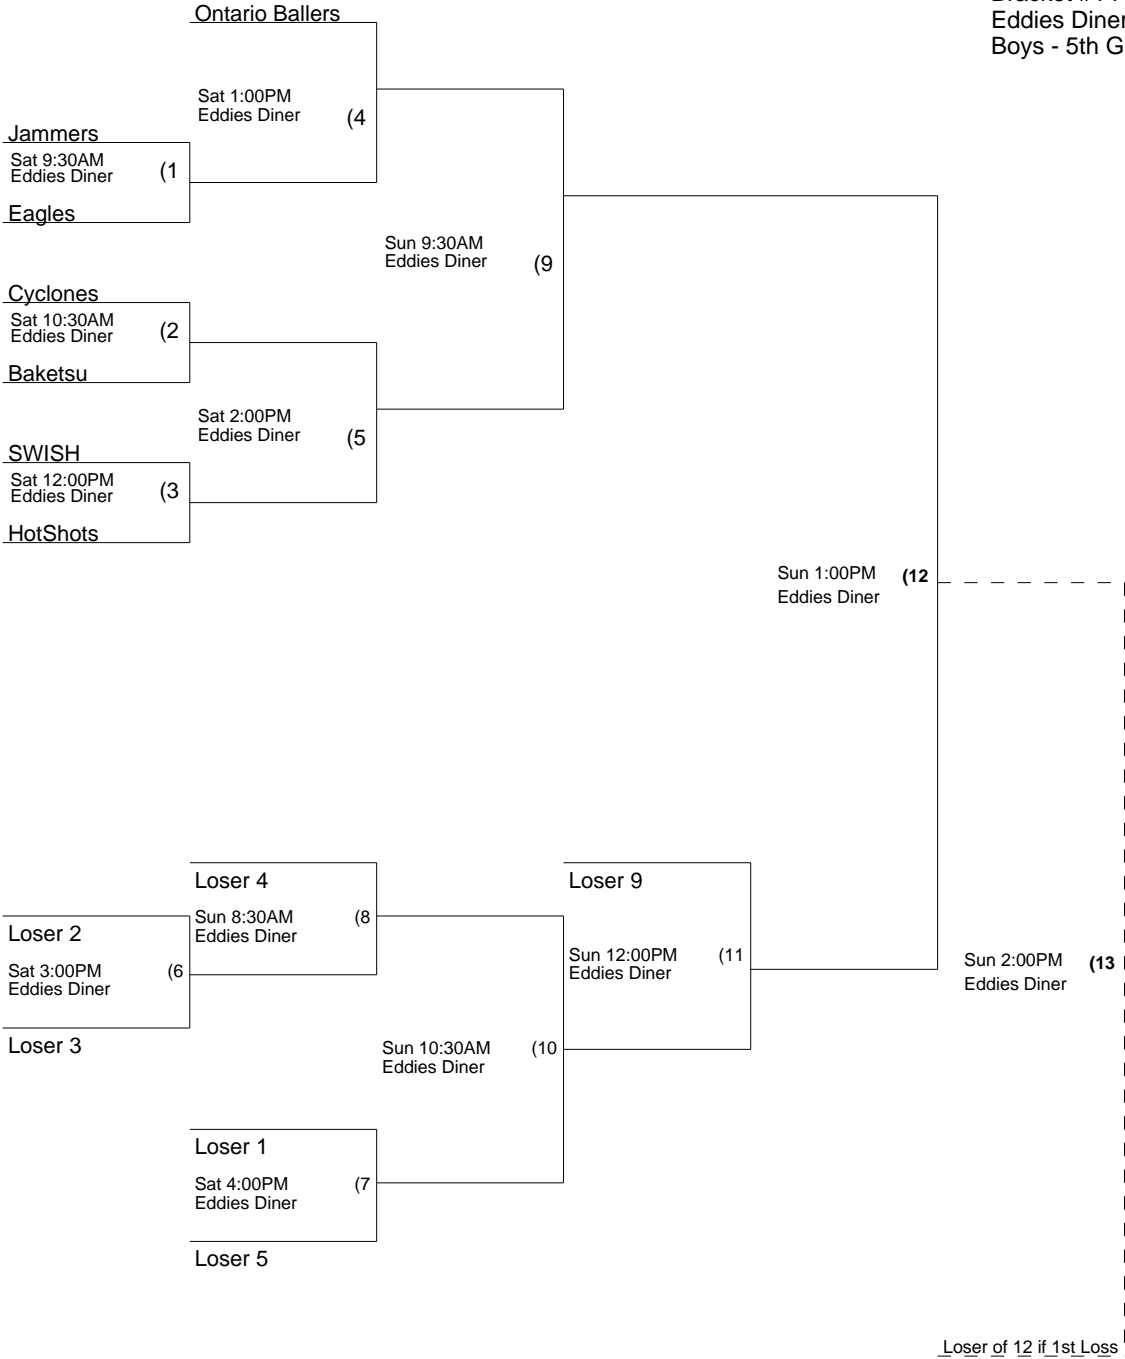 Ontario Ballers
Eddies Diner
Boys - 5th G
Sat 1:00PM
Eddies Diner
(4
Jammers
Sat 9:30AM
Eddies Diner
(1
Eagles
Sun 9:30AM
Eddies Diner
(9
Cyclones
Sat 10:30AM
Eddies Diner
(2
Baketsu
Sat 2:00PM
Eddies Diner
(5
SWISH
Sat 12:00PM
Eddies Diner
(3
HotShots
Sun 1:00PM
Eddies Diner
(12
Loser 4
Sun 8:30AM
Eddies Diner
(8
Loser 9
Loser 2
Sat 3:00PM
Eddies Diner
(6
Loser 3
Sun 12:00PM
Eddies Diner
(11
Sun 2:00PM
Eddies Diner
(13
Sun 10:30AM
Eddies Diner
(10
Loser 1
Sat 4:00PM
Eddies Diner
(7
Loser 5
Loser of 12 if 1st Loss